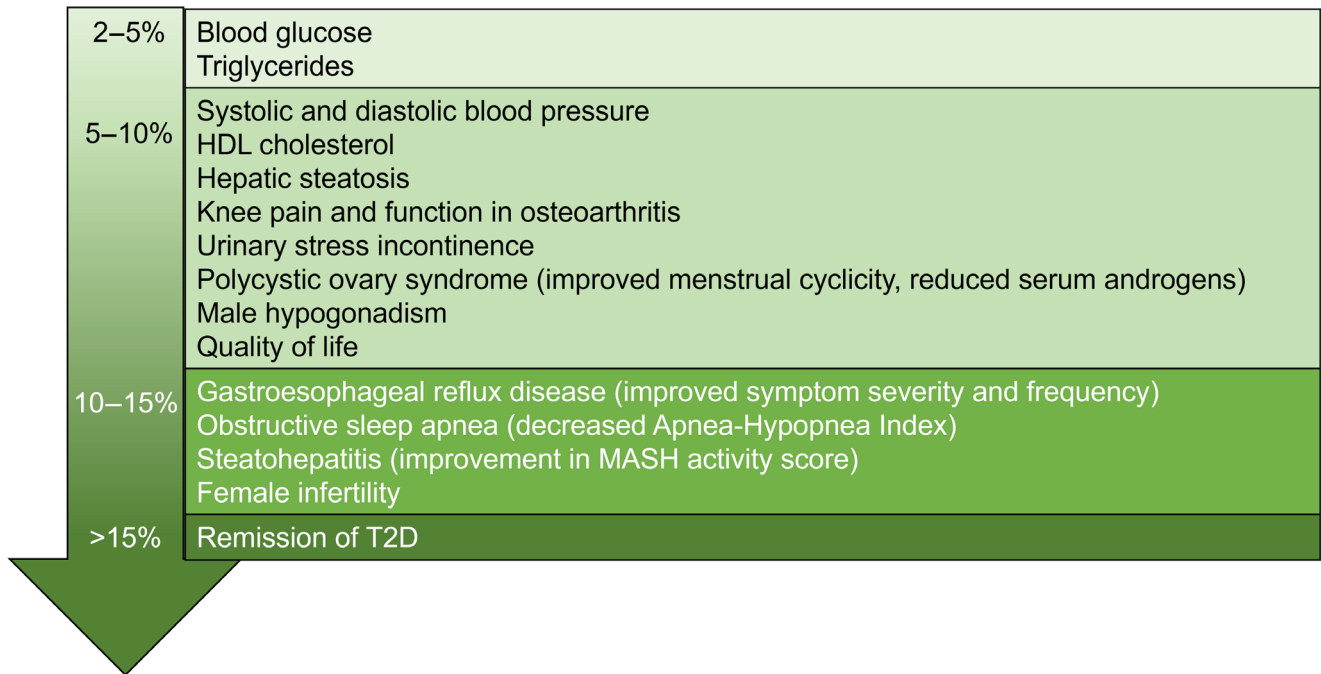 2–5%
Blood glucose
Triglycerides
5–10%
Systolic and diastolic blood pressure
HDL cholesterol
Hepatic steatosis
Knee pain and function in osteoarthritis
Urinary stress incontinence
Polycystic ovary syndrome (improved menstrual cyclicity, reduced serum androgens)
Male hypogonadism
Quality of life
10–15%
Gastroesophageal reflux disease (improved symptom severity and frequency)
Obstructive sleep apnea (decreased Apnea-Hypopnea Index)
Steatohepatitis (improvement in MASH activity score)
Female infertility
>15%
Remission of T2D